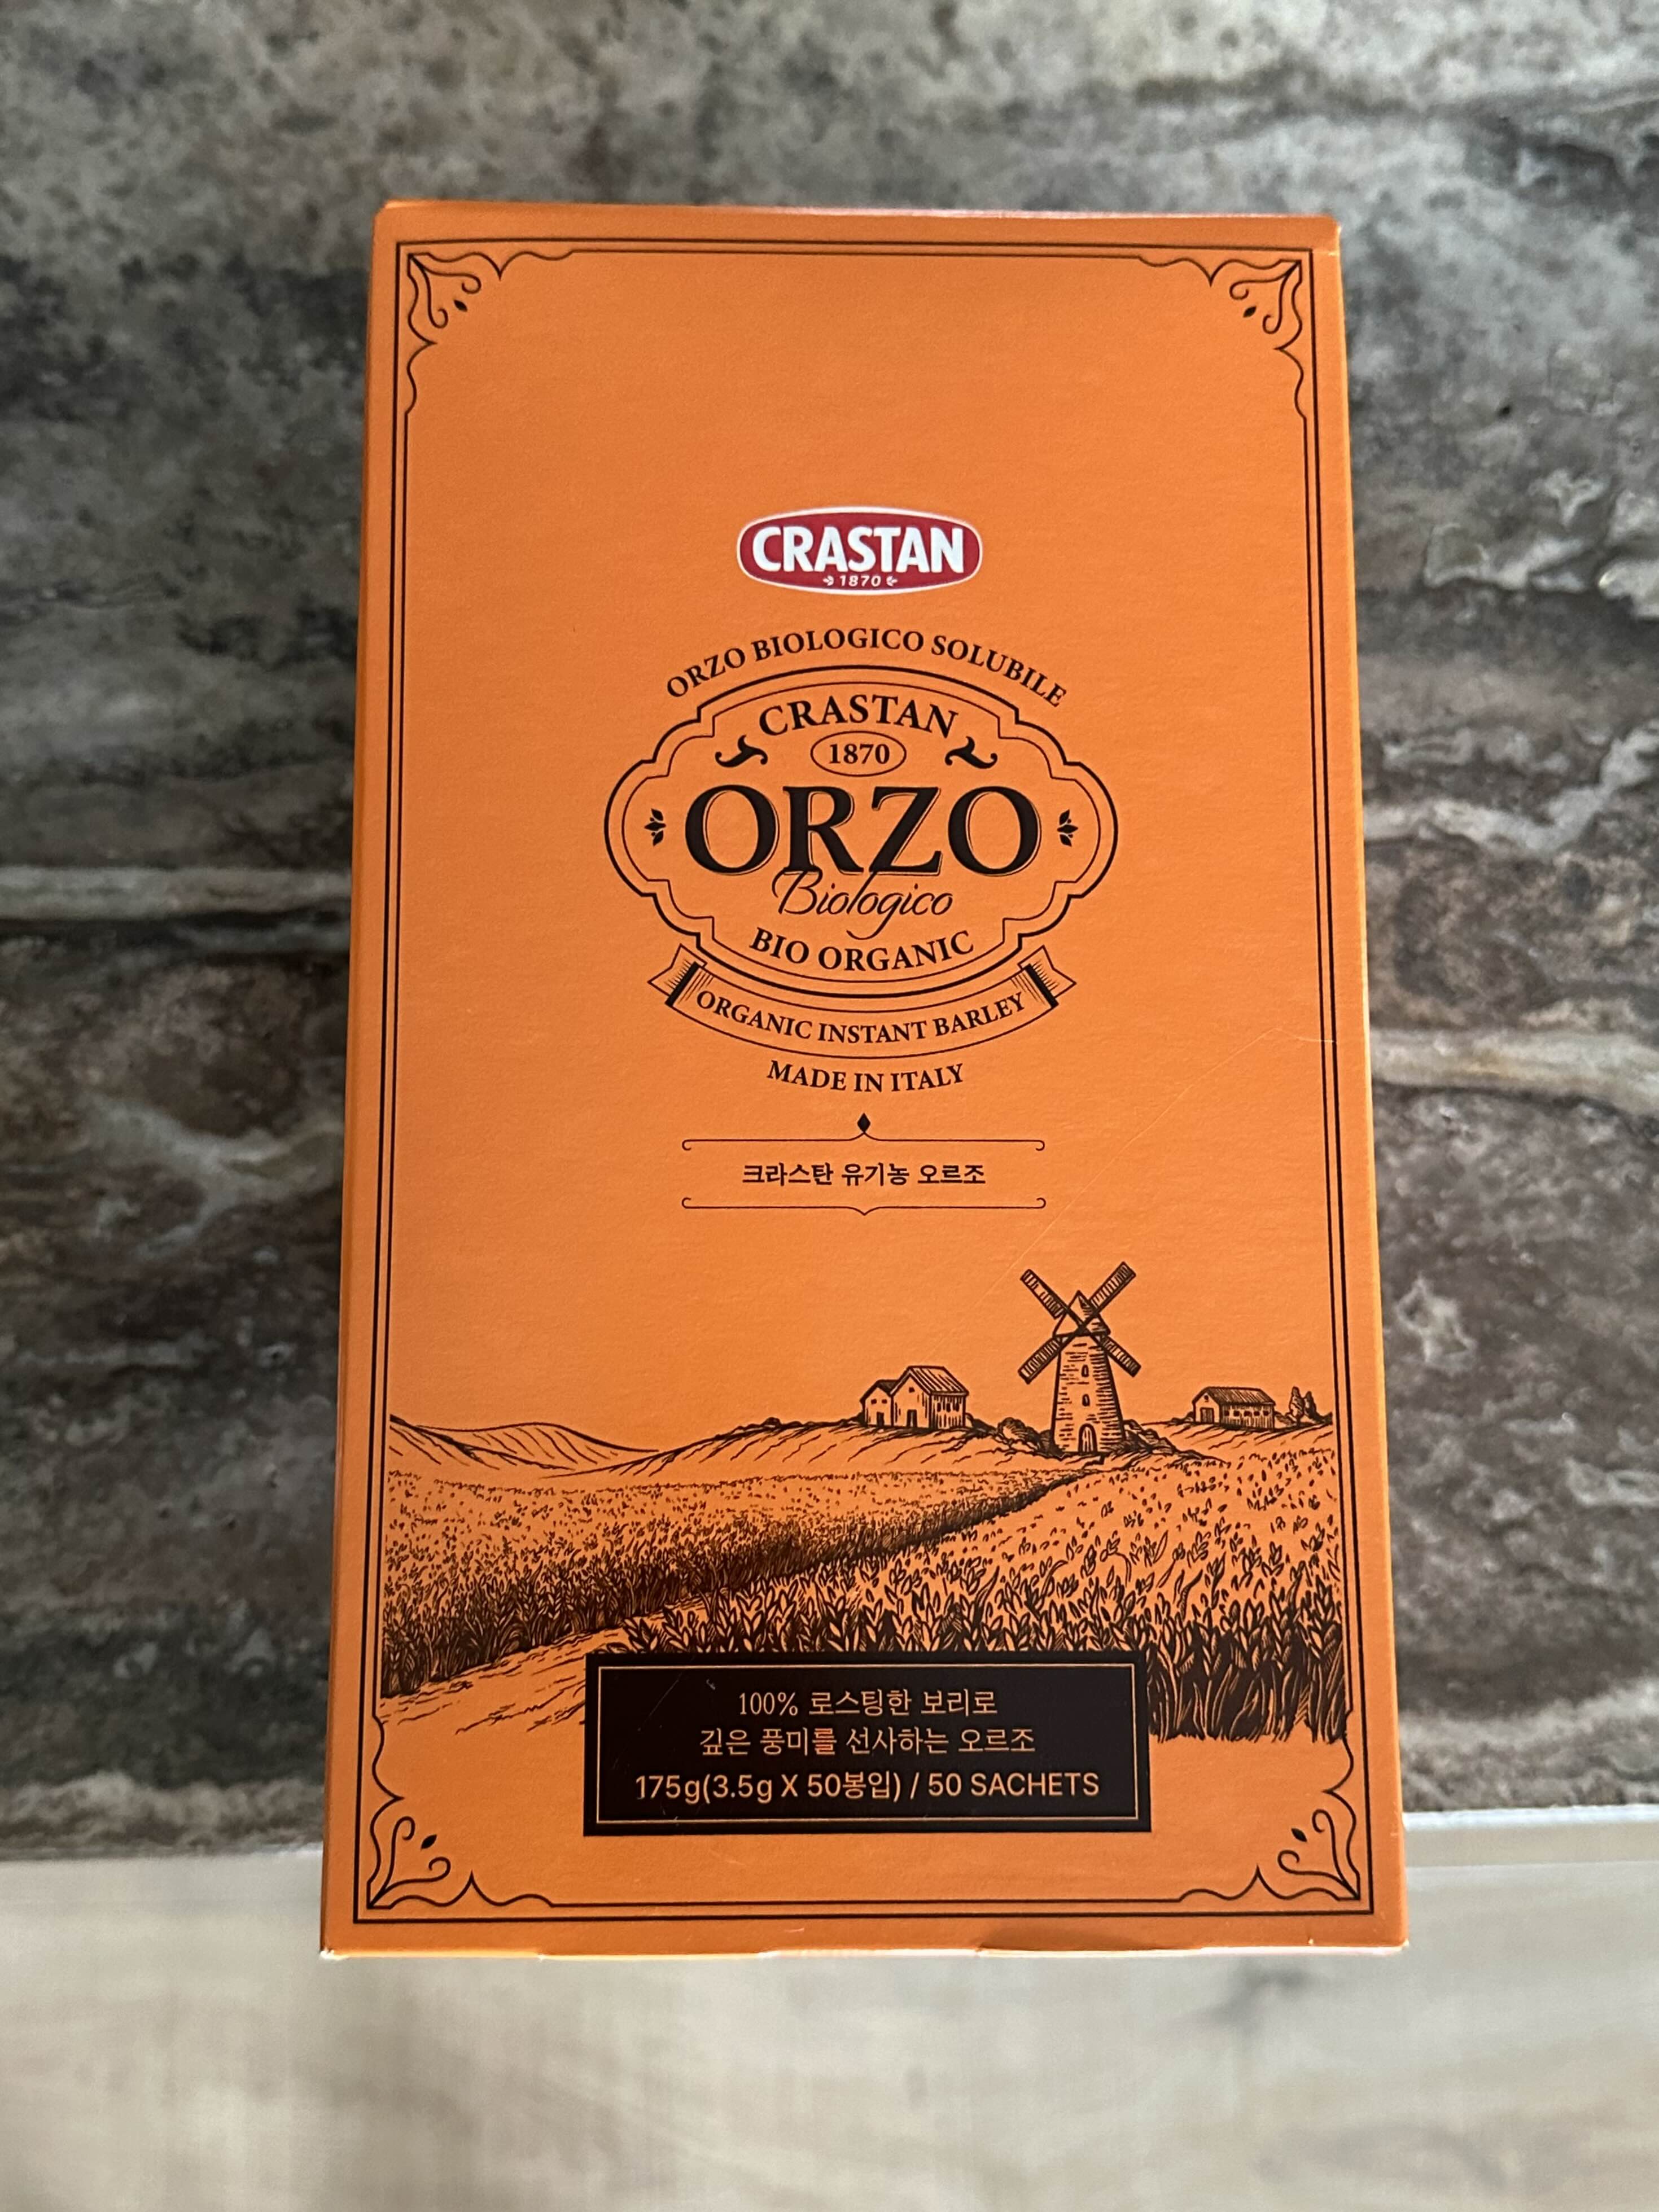 CRASTAN
1870
ORZO BIOLOGICO SOLUBILE
CRASTAN
1870
ORZO
Biologico
BIO ORGANIC
ORGANIC INSTANT BARLEY
MADE IN ITALY
크라스탄 유기농 오르조
100% 로스팅한 보리로
깊은 풍미를 선사하는 오르조
175g(3.5g X 50봉입) / 50 SACHETS